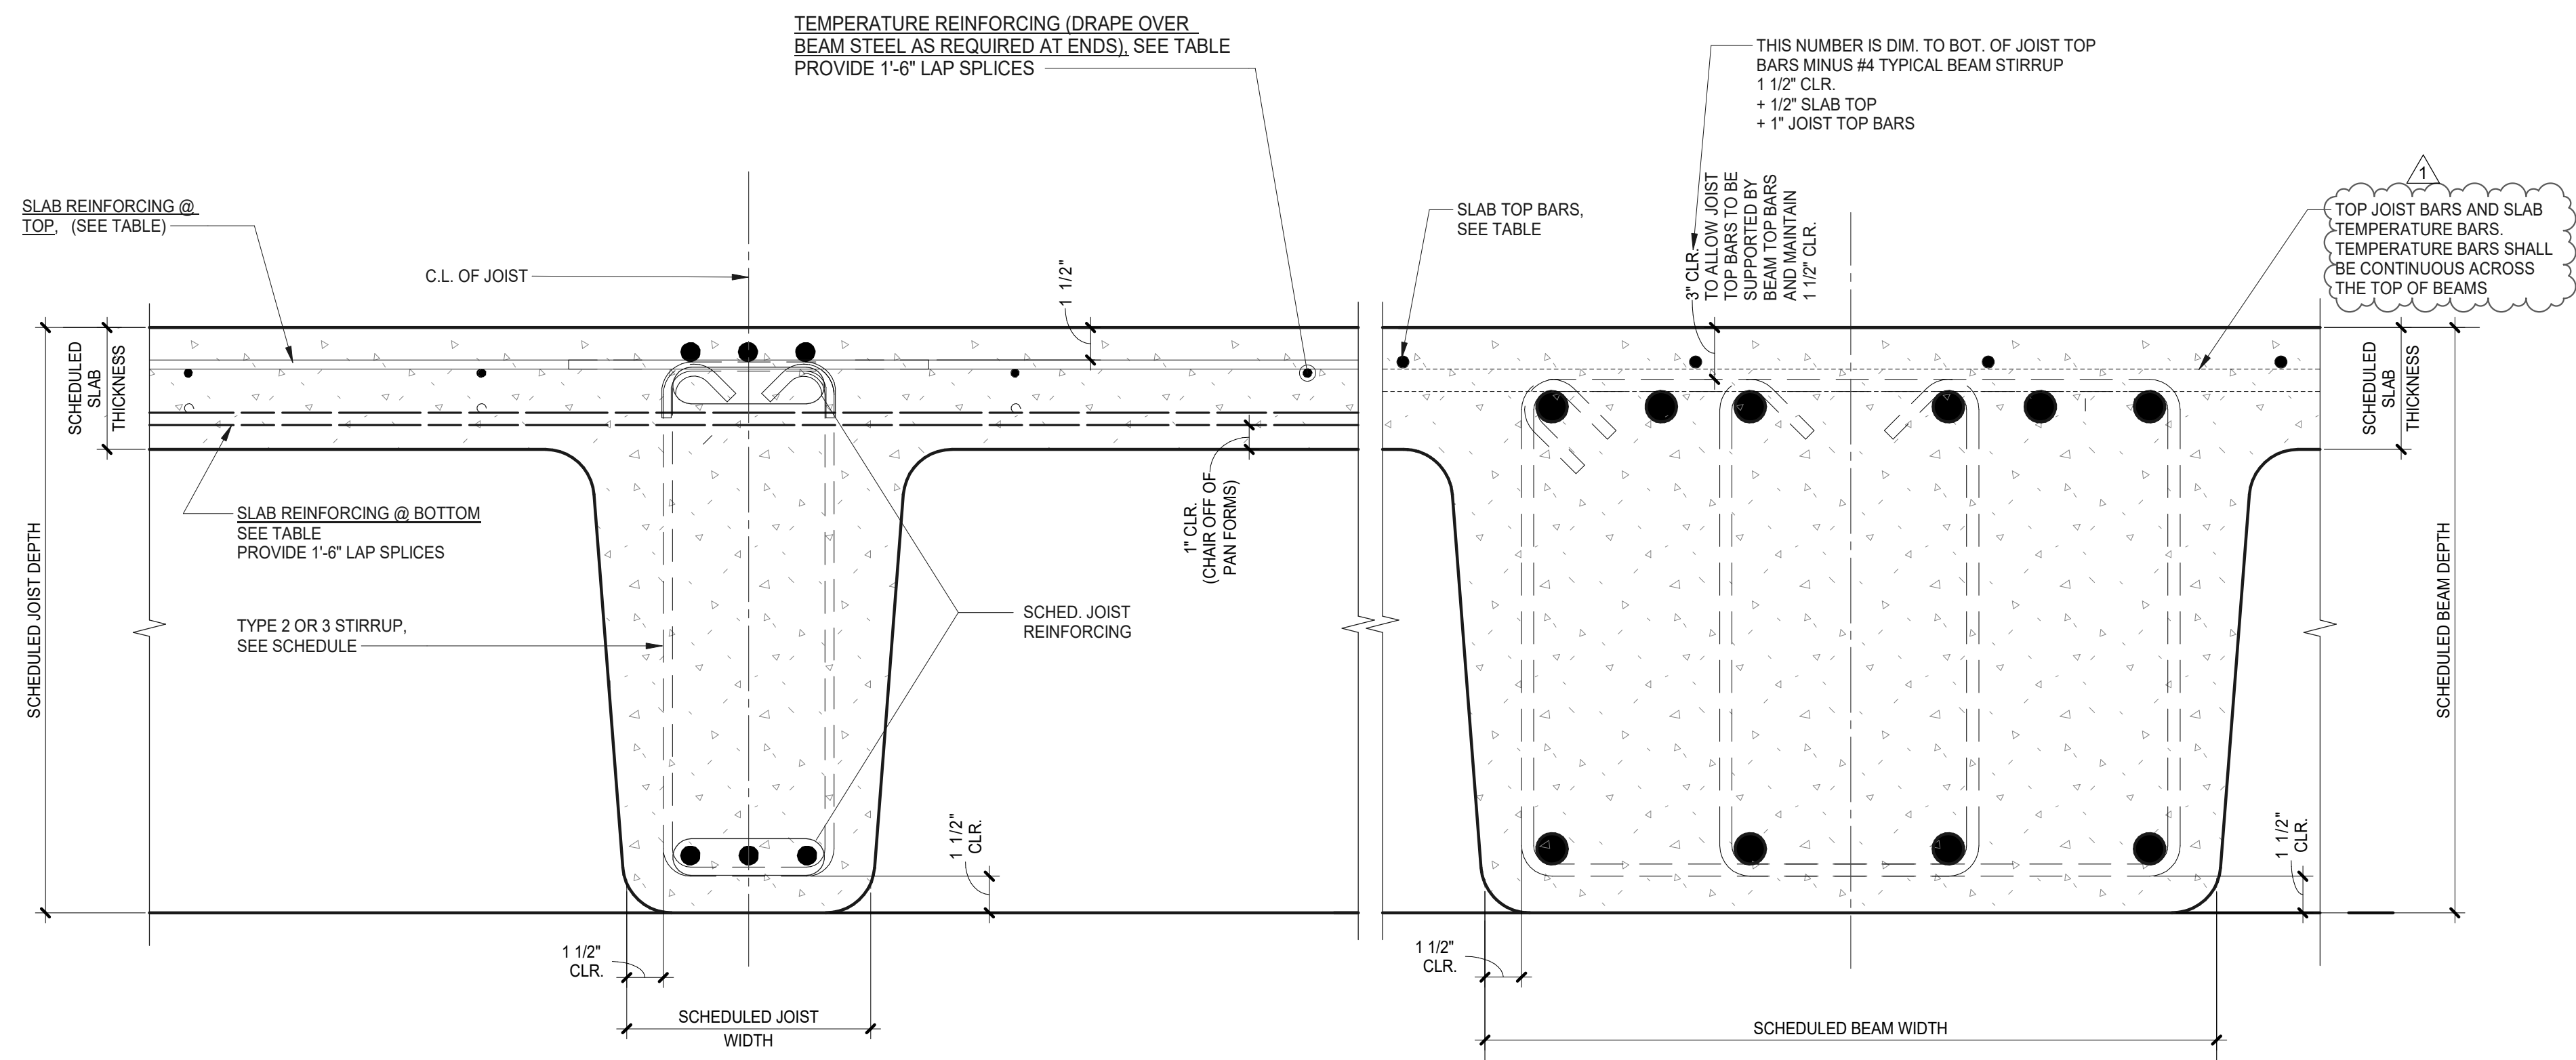 TEMPERATURE REINFORCING (DRAPE OVER
BEAM STEEL AS REQUIRED AT ENDS), SEE TABLE
PROVIDE 1'-6" LAP SPLICES
THIS NUMBER IS DIM. TO BOT. OF JOIST TOP
BARS MINUS #4 TYPICAL BEAM STIRRUP
1 1/2" CLR.
+ 1/2" SLAB TOP
+ 1" JOIST TOP BARS
SLAB REINFORCING @
TOP, (SEE TABLE)
C.L. OF JOIST
1 1/2"
SLAB TOP BARS,
SEE TABLE
3" CLR.
TO ALLOW JOIST
TOP BARS TO BE
SUPPORTED BY
BEAM TOP BARS
AND MAINTAIN
1 1/2" CLR.
1
TOP JOIST BARS AND SLAB
TEMPERATURE BARS.
TEMPERATURE BARS SHALL
BE CONTINUOUS ACROSS
THE TOP OF BEAMS
SCHEDULED
SLAB
THICKNESS
SCHEDULED
SLAB
THICKNESS
SCHEDULED JOIST DEPTH
SLAB REINFORCING @ BOTTOM
SEE TABLE
PROVIDE 1'-6" LAP SPLICES
1" CLR.
(CHAIR OFF OF
PAN FORMS)
TYPE 2 OR 3 STIRRUP,
SEE SCHEDULE
SCHED. JOIST
REINFORCING
SCHEDULED BEAM DEPTH
1 1/2"
CLR.
1 1/2"
CLR.
1 1/2"
CLR.
1 1/2"
CLR.
SCHEDULED JOIST
WIDTH
SCHEDULED BEAM WIDTH